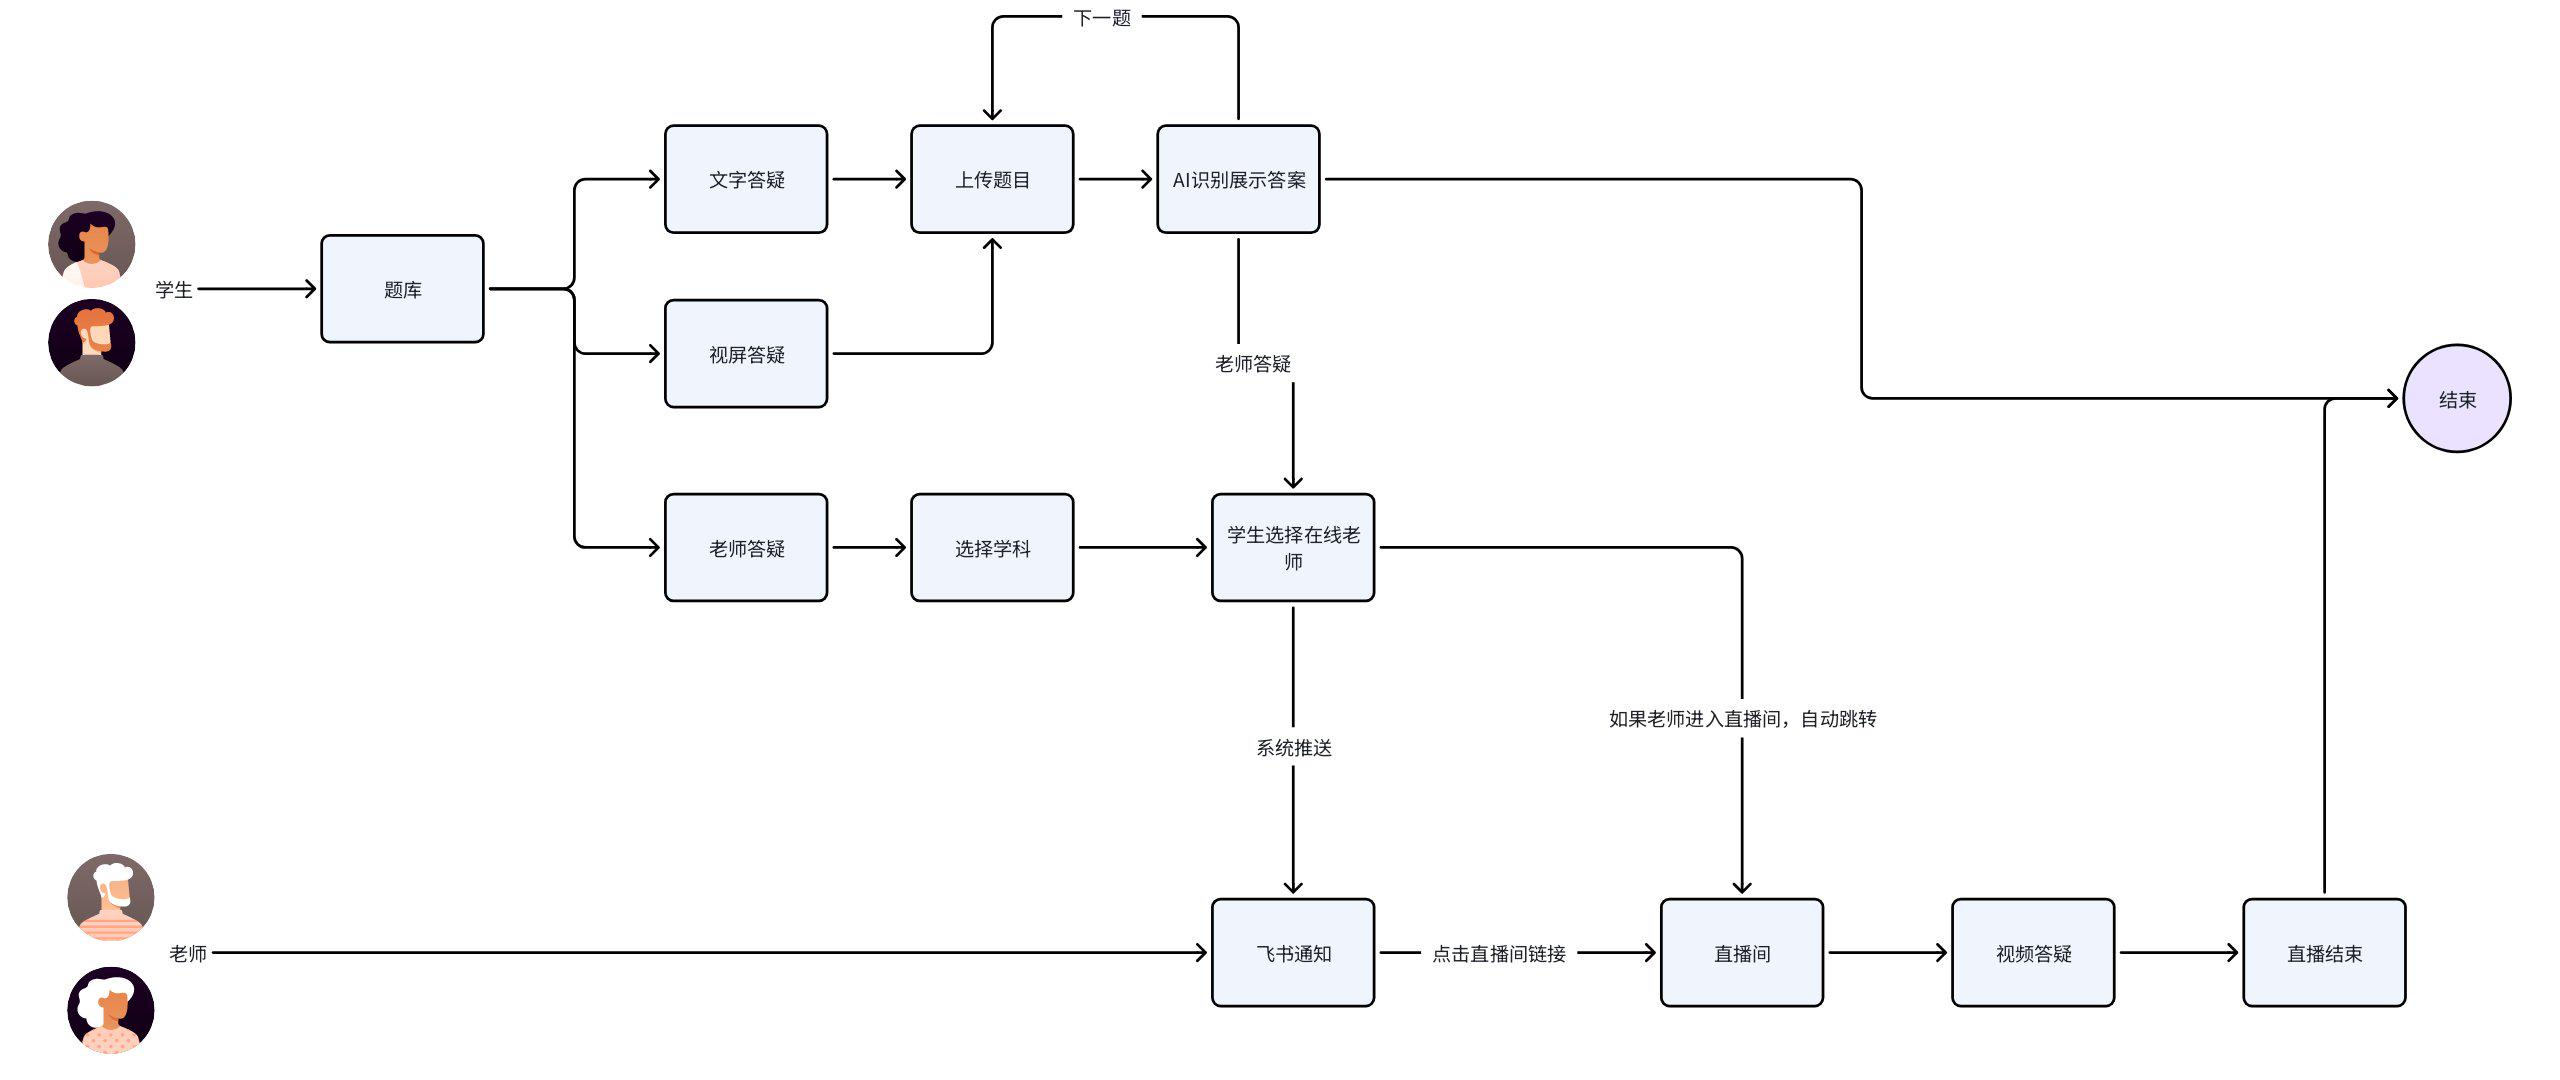 下一题
文字答疑
上传题目
AI识别展示答案
学生
题库
视屏答疑
老师答疑
结束
老师答疑
选择学科
学生选择在线老
师
如果老师进入直播间，自动跳转
系统推送
老师
飞书通知
点击直播间链接
直播间
视频答疑
直播结束